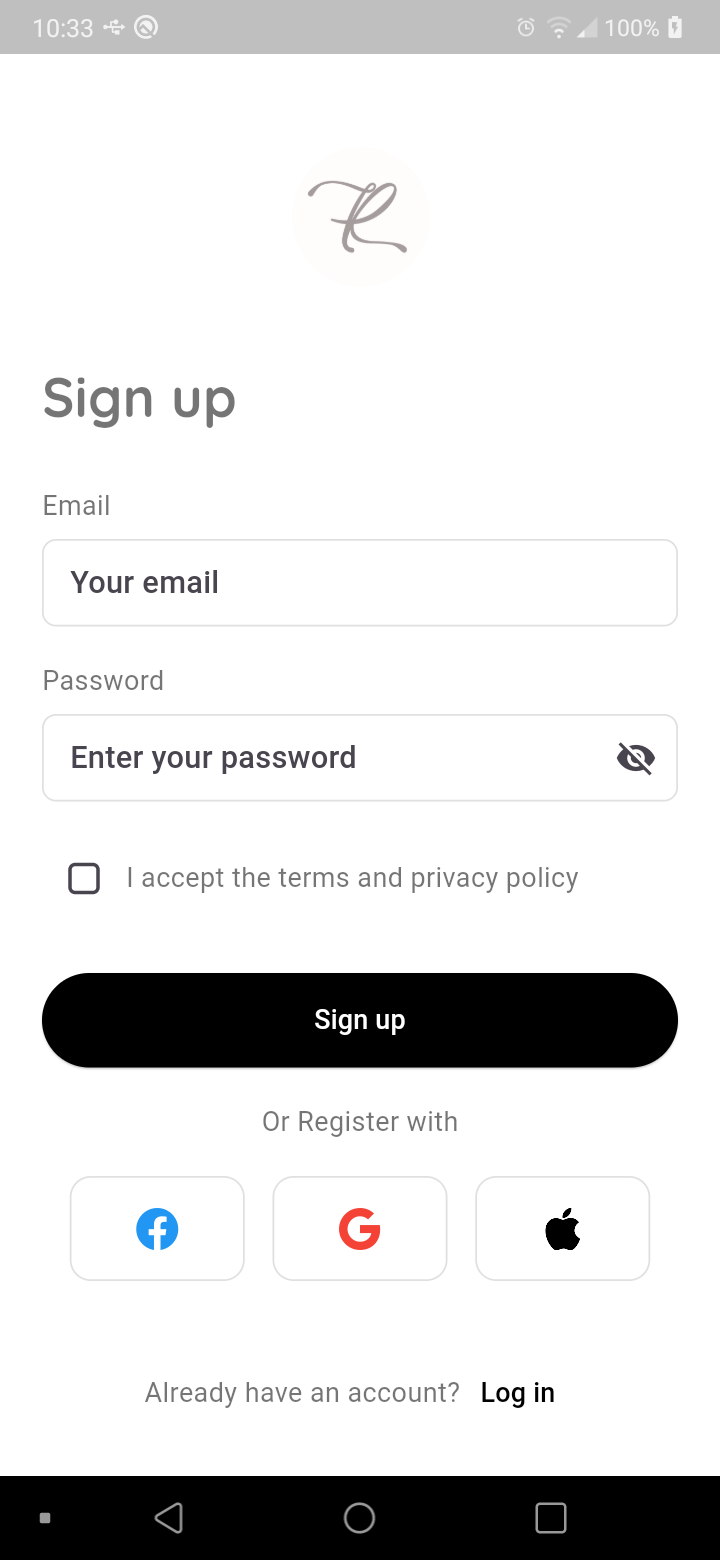 10:33
100%
Sign up
Email
Your email
Password
Enter your password
I accept the terms and privacy policy
Sign up
Or Register with
Already have an account? Log in